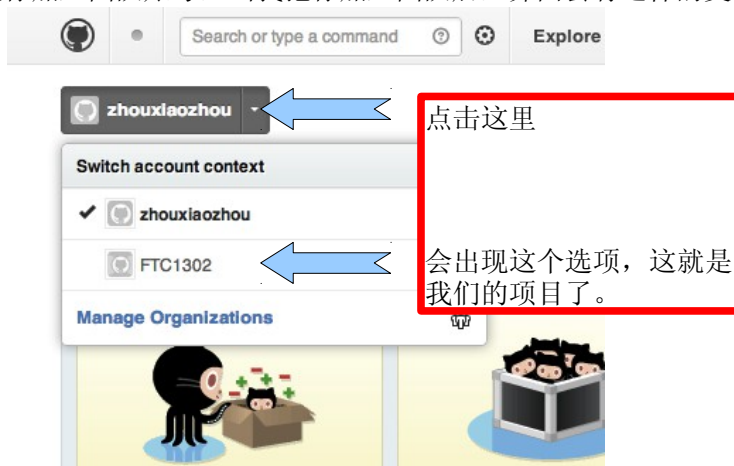 Search or type a command
Explore
zhouxiaozhou
点击这里
Switch account context
zhouxiaozhou
FTC1302
会出现这个选项，这就是
我们的项目了。
Manage Organizations